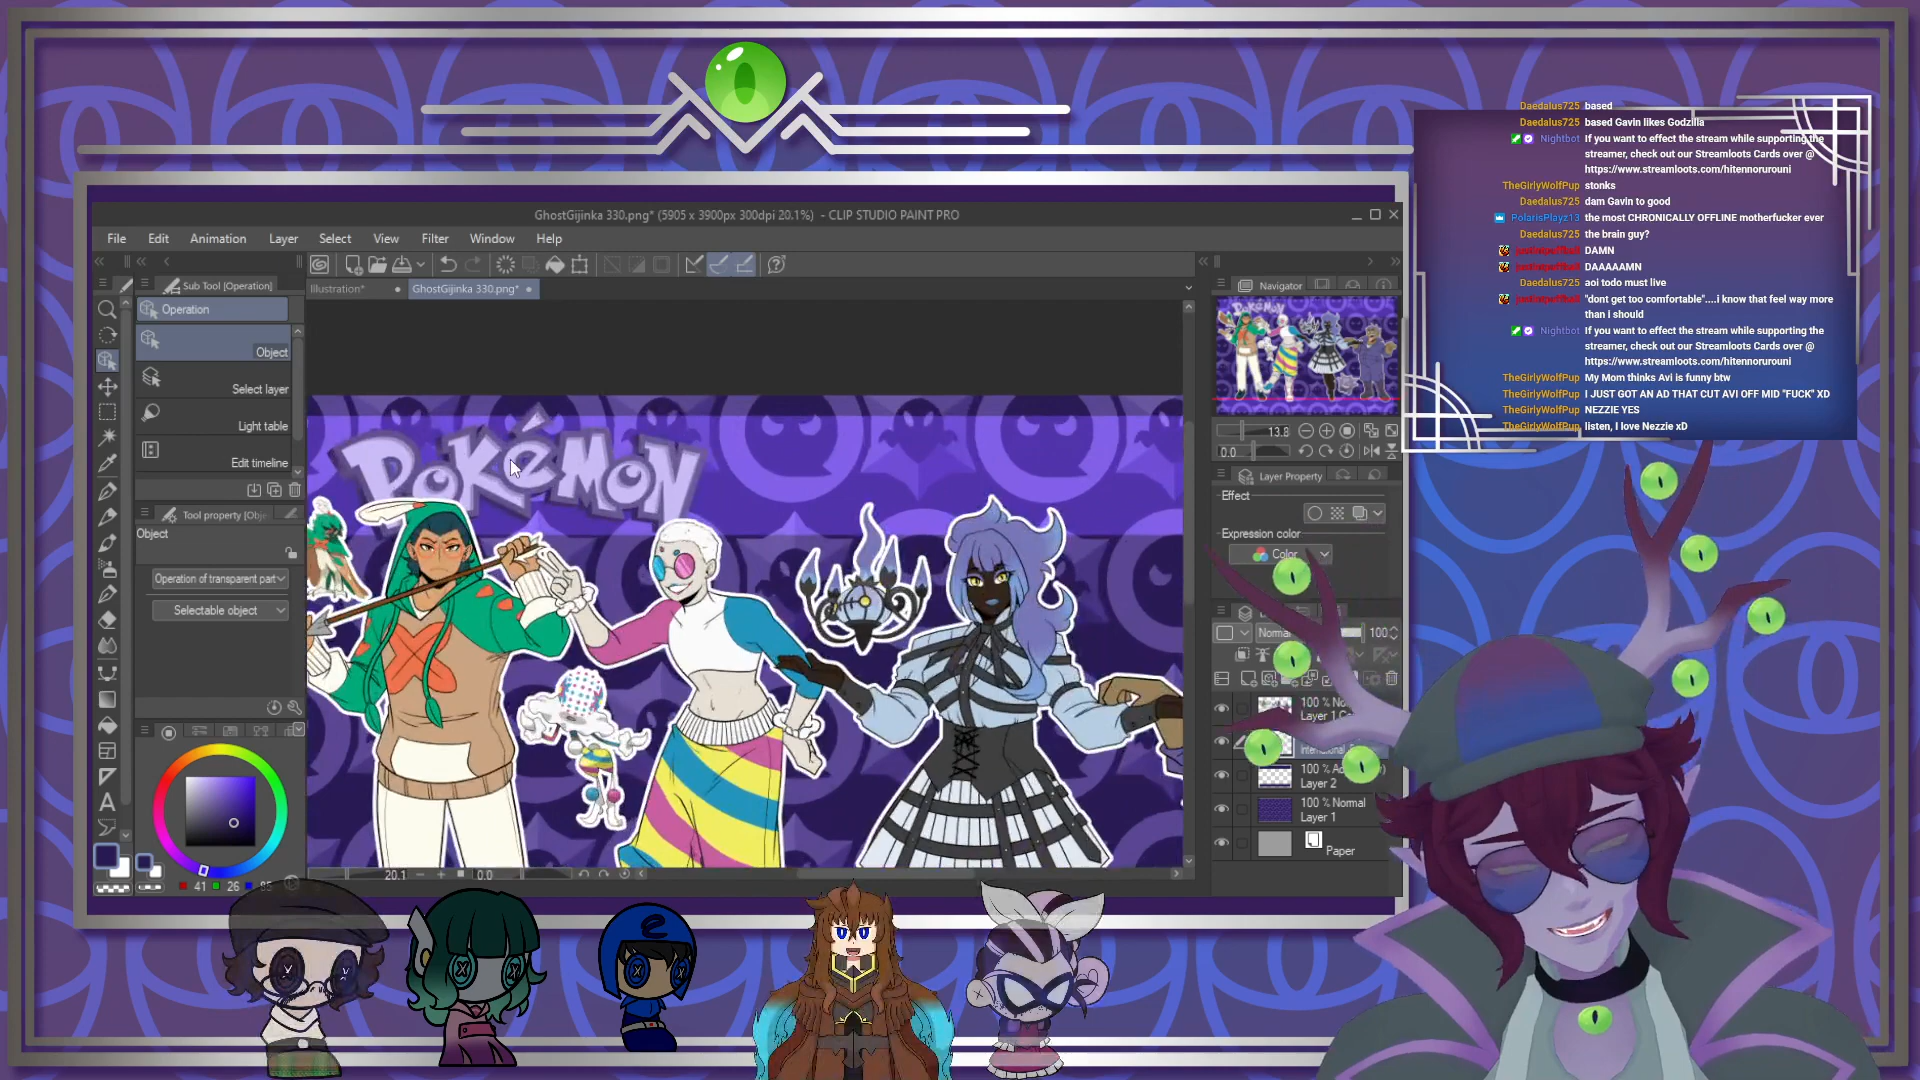 GhostGijinka 330.png* (5905 x 3900px 300dpi 20.1%) - CLIP STUDIO PAINT PRO
File Edit Animation Layer Select View Filter Window Help
Sub Tool [Operation]
Illustration*
GhostGijinka 330.png*
Navigator
Operation
Object
Select layer
Light table
Edit timeline
Tool property [Obje
Object
Operation of transparent part
Selectable object
41 26 85
Pokémon
20.1
0.0
13.8
0.0
Layer Property
Effect
Expression color
Color
Normal
100
100 % No
Layer 1 C
100 % Ad
Layer 2
100 % Normal
Layer 1
Paper
Daedalus725 based
Daedalus725 based Gavin likes Godzilla
Nightbot If you want to effect the stream while supporting the
streamer, check out our Streamloots Cards over @
https://www.streamloots.com/hitennorurouni
TheGirlyWolfPup stonks
Daedalus725 dam Gavin to good
PolarisPlayz13 the most CHRONICALLY OFFLINE motherfucker ever
Daedalus725 the brain guy?
DAMN
DAAAAAMN
Daedalus725 aoi todo must live
"dont get too comfortable"....i know that feel way more
than I should
Nightbot If you want to effect the stream while supporting the
streamer, check out our Streamloots Cards over @
https://www.streamloots.com/hitennorurouni
TheGirlyWolfPup My Mom thinks Avi is funny btw
TheGirlyWolfPup I JUST GOT AN AD THAT CUT AVI OFF MID "FUCK" XD
TheGirlyWolfPup NEZZIE YES
TheGirlyWolfPup listen, I love Nezzie xD